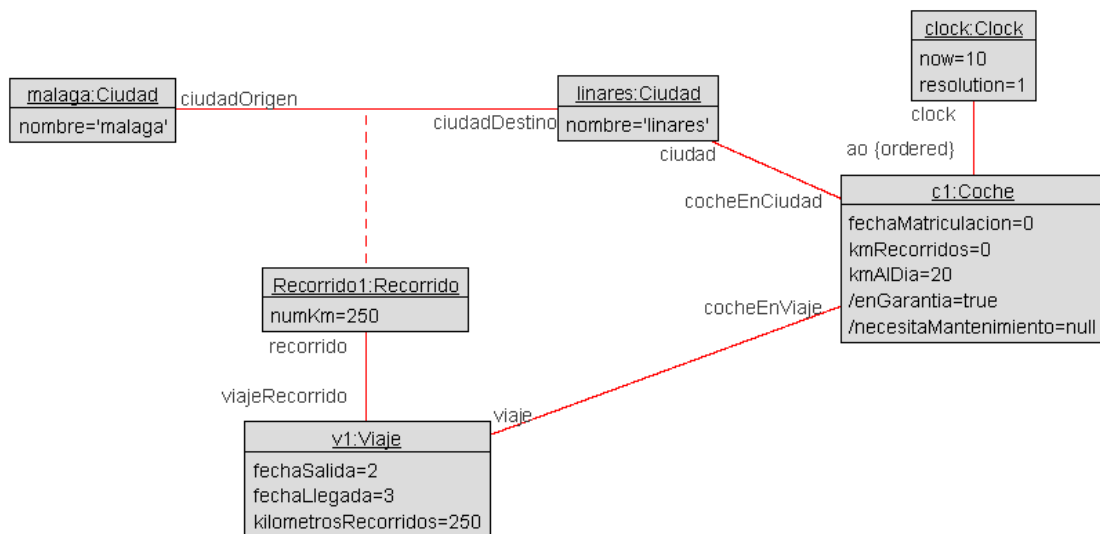 clock:Clock
now=10
resolution=1
clock
ao {ordered}
malaga:Ciudad
nombre='malaga'
ciudadOrigen
ciudadDestino
linares:Ciudad
nombre='linares'
ciudad
cocheEnCiudad
c1:Coche
fechaMatriculacion=0
kmRecorridos=0
kmAlDia=20
/enGarantia=true
/necesitaMantenimiento=null
cocheEnViaje
Recorrido1:Recorrido
numKm=250
recorrido
viajeRecorrido
viaje
v1:Viaje
fechaSalida=2
fechaLlegada=3
kilometrosRecorridos=250